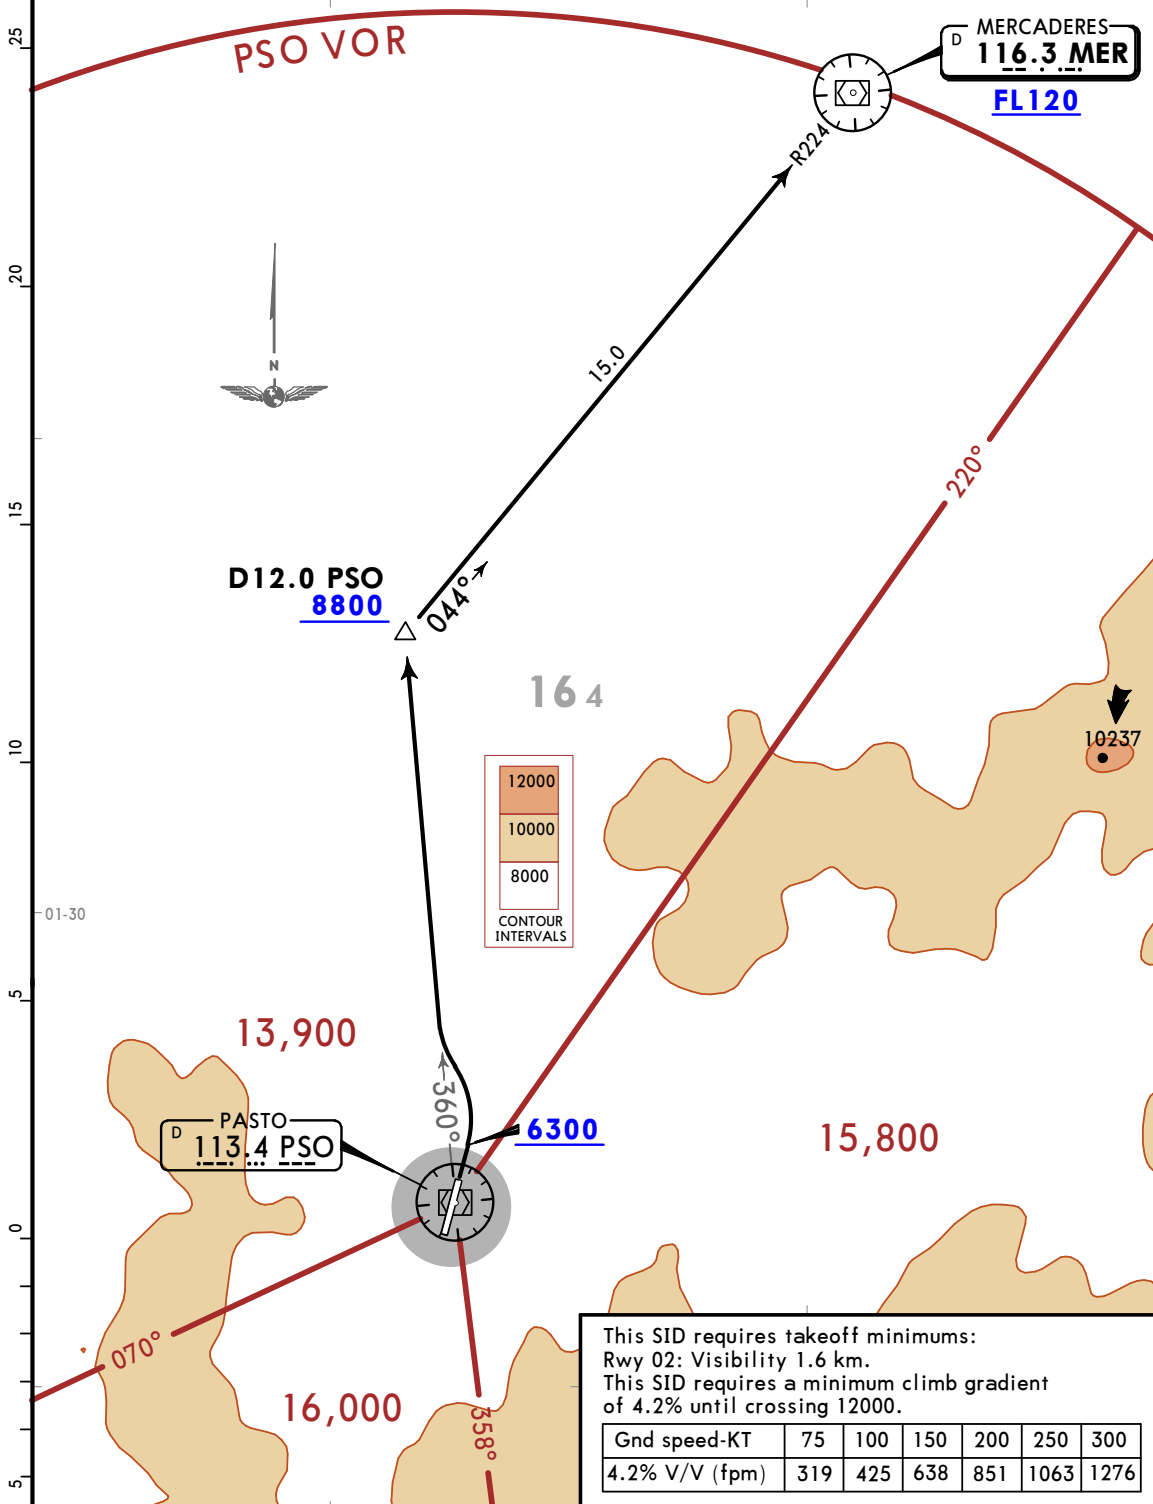 25
PSO VOR
MERCADERES
D
116.3 MER
FL120
R224
20
N
15.0
220°
15
D12.0 PSO
8800
044°
16 4
10237
10
12000
10000
8000
CONTOUR
INTERVALS
01-30
5
13,900
360°
PASTO
D
113.4 PSO
6300
15,800
0
070°
16,000
358°
5
This SID requires takeoff minimums:
Rwy 02: Visibility 1.6 km.
This SID requires a minimum climb gradient
of 4.2% until crossing 12000.
Gnd speed-KT 75 100 150 200 250 300
4.2% V/V (fpm) 319 425 638 851 1063 1276